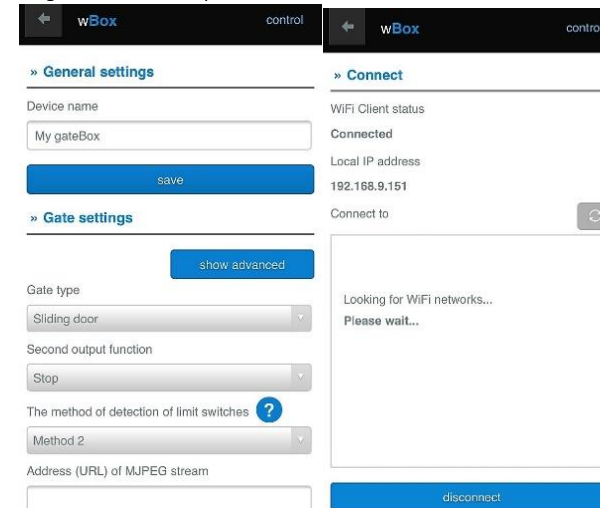 wBox
control
» General settings
Device name
My gateBox
save
» Gate settings
show advanced
Gate type
Sliding door
Second output function
Stop
The method of detection of limit switches ?
Method 2
Address (URL) of MJPEG stream
wBox
contro
» Connect
WiFi Client status
Connected
Local IP address
192.168.9.151
Connect to
Looking for WiFi networks...
Please wait...
disconnect